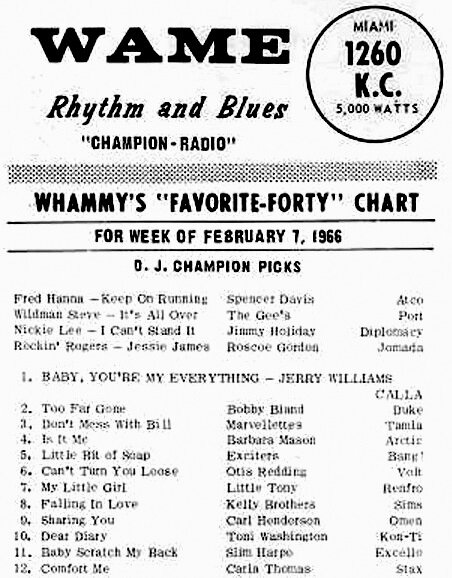 WAME
Rhythm and Blues
"CHAMPION-RADIO"
MIAMI
1260
K.C.
5,000 WATTS
WHAMMY'S "FAVORITE-FORTY" CHART
FOR WEEK OF FEBRUARY 7, 1966
D. J. CHAMPION PICKS
Fred Hanna – Keep On Running Spencer Davis Atco
Wildman Steve – It's All Over The Gee's Port
Nickie Lee – I Can't Stand It Jimmy Holiday Diplomacy
Rockin' Rogers – Jessie James Roscoe Gordon Jomada
1. BABY, YOU'RE MY EVERYTHING – JERRY WILLIAMS
CALLA
2. Too Far Gone Bobby Bland Duke
3. Don't Mess With Bill Marvellettes Tamla
4. Is It Me Barbara Mason Arctic
5. Little Bit of Soap Exciters Bang!
6. Can't Turn You Loose Otis Redding Volt
7. My Little Girl Little Tony Renfro
8. Falling In Love Kelly Brothers Sims
9. Sharing You Carl Henderson Omen
10. Dear Diary Toni Washington Kon-Ti
11. Baby Scratch My Back Slim Harpo Excello
12. Comfort Me Carla Thomas Stax